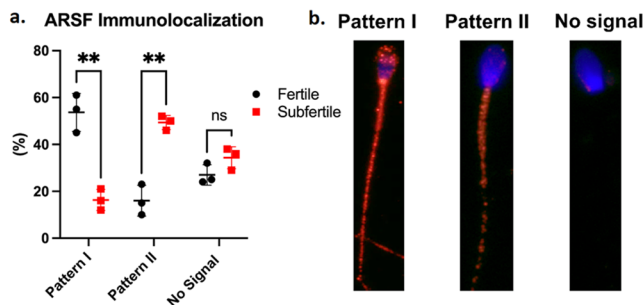 a.
ARSF Immunolocalization
80
60
40
20
0
(%)
**
**
ns
Fertile
Subfertile
Pattern I
Pattern II
No Signal
b.
Pattern I
Pattern II
No signal